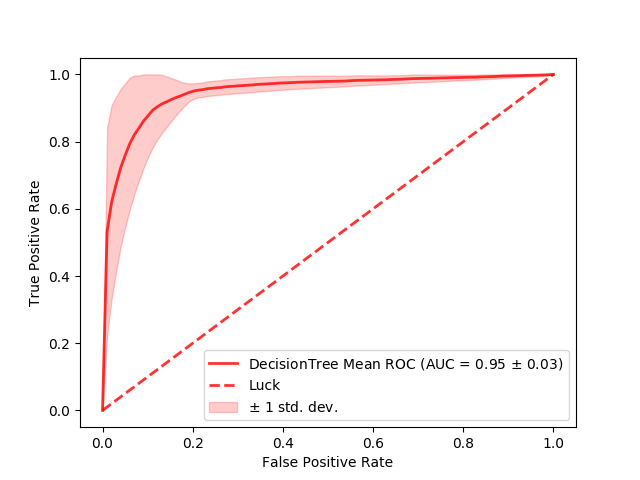 1.0
0.8
0.6
0.4
0.2
0.0
True Positive Rate
DecisionTree Mean ROC (AUC = 0.95 ± 0.03)
Luck
± 1 std. dev.
0.0 0.2 0.4 0.6 0.8 1.0
False Positive Rate